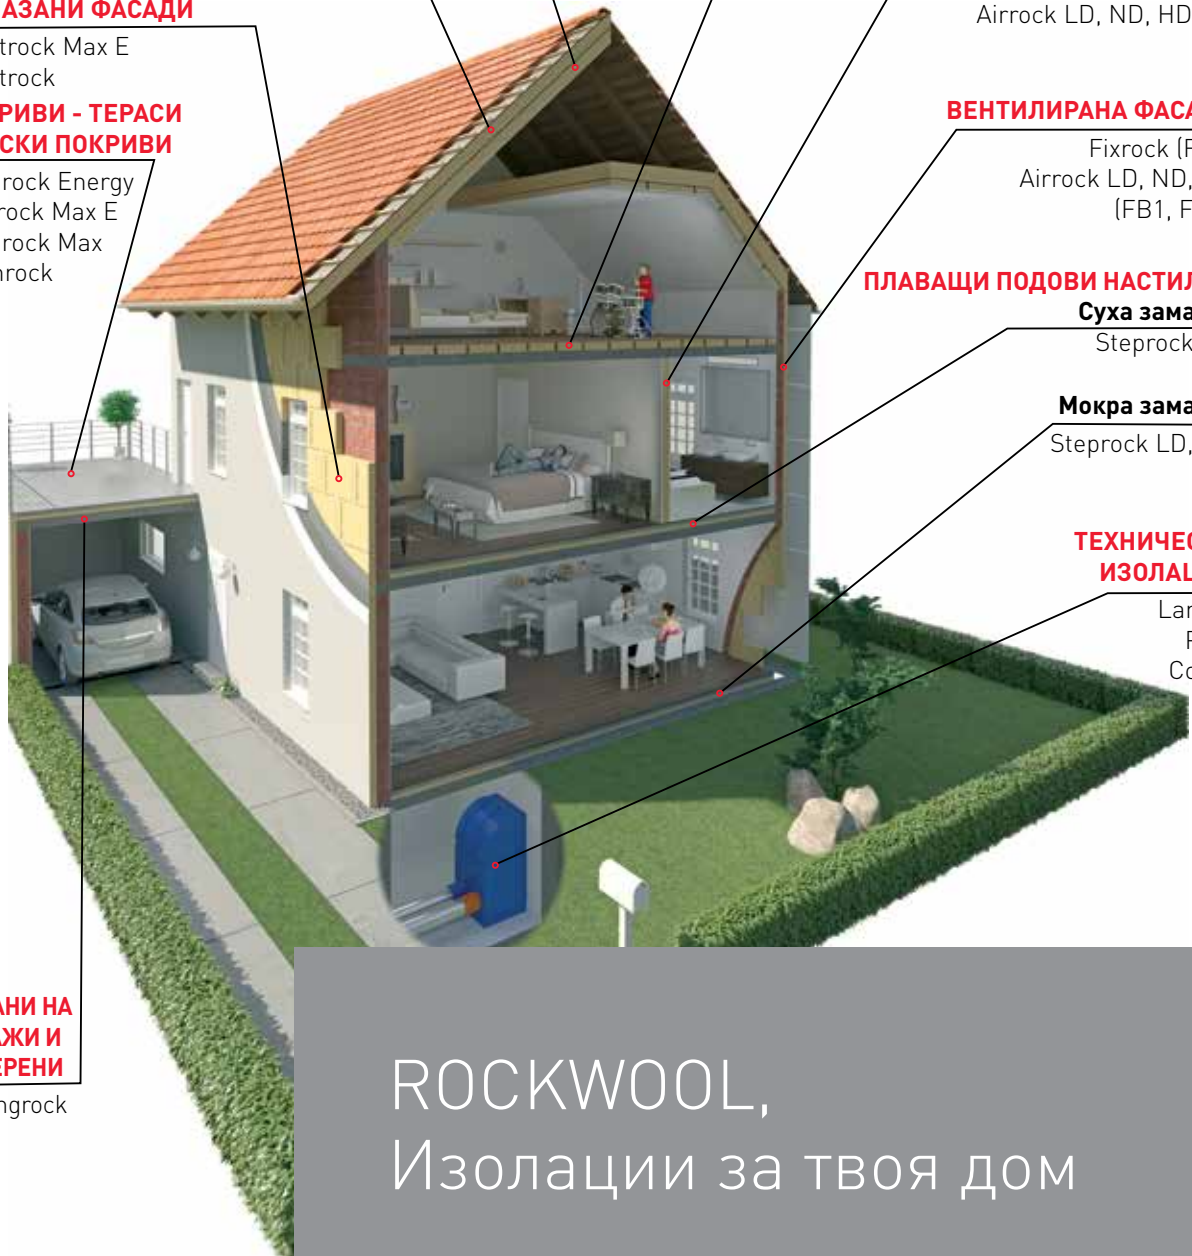 АЗАНИ ФАСАДИ
trock Max E
trock
РИВИ - ТЕРАСИ
СКИ ПОКРИВИ
rock Energy
rock Max E
rock Max
nrock
АНИ НА
АЖИ И
ЕРЕНИ
ngrock
Airrock LD, ND, HD
ВЕНТИЛИРАНА ФАСА
Fixrock (F
Airrock LD, ND,
(FB1, F
ПЛАВАЩИ ПОДОВИ НАСТИЛ
Суха зама
Steprock
Мокра зама
Steprock LD,
ТЕХНИЧЕС
ИЗОЛАЦ
Lar
Co
ROCKWOOL,
Изолации за твоя дом